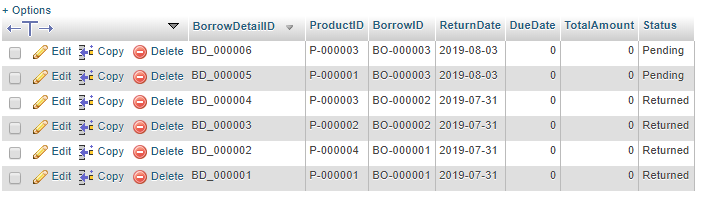 + Options
BorrowDetailID ProductID BorrowID ReturnDate DueDate TotalAmount Status
Edit Copy Delete BD_000006 P-000003 BO-000003 2019-08-03 0 0 Pending
Edit Copy Delete BD_000005 P-000001 BO-000003 2019-08-03 0 0 Pending
Edit Copy Delete BD_000004 P-000003 BO-000002 2019-07-31 0 0 Returned
Edit Copy Delete BD_000003 P-000002 BO-000002 2019-07-31 0 0 Returned
Edit Copy Delete BD_000002 P-000004 BO-000001 2019-07-31 0 0 Returned
Edit Copy Delete BD_000001 P-000001 BO-000001 2019-07-31 0 0 Returned